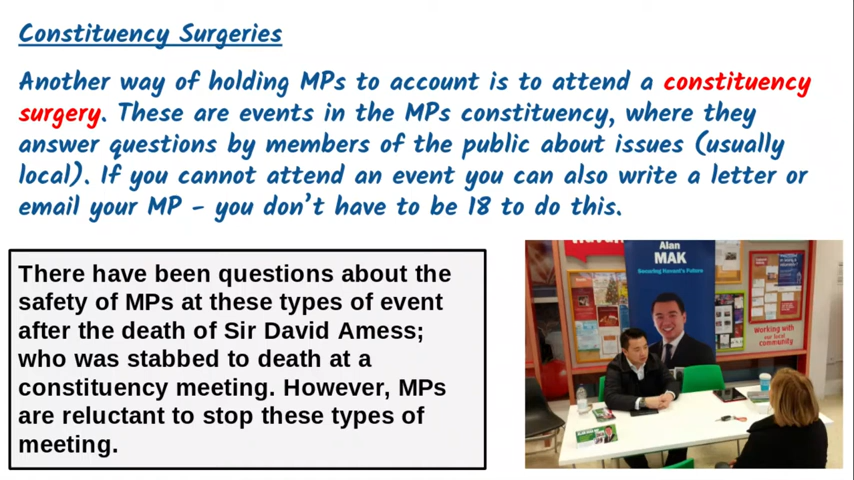 Constituency Surgeries
Another way of holding MPs to account is to attend a constituency
surgery. These are events in the MPs constituency, where they
answer questions by members of the public about issues (usually
local). If you cannot attend an event you can also write a letter or
email your MP – you don't have to be 18 to do this.
There have been questions about the
safety of MPs at these types of event
after the death of Sir David Amess;
who was stabbed to death at a
constituency meeting. However, MPs
are reluctant to stop these types of
meeting.
Alan
MAK
Securing Havant's Future
Working with
our local
community